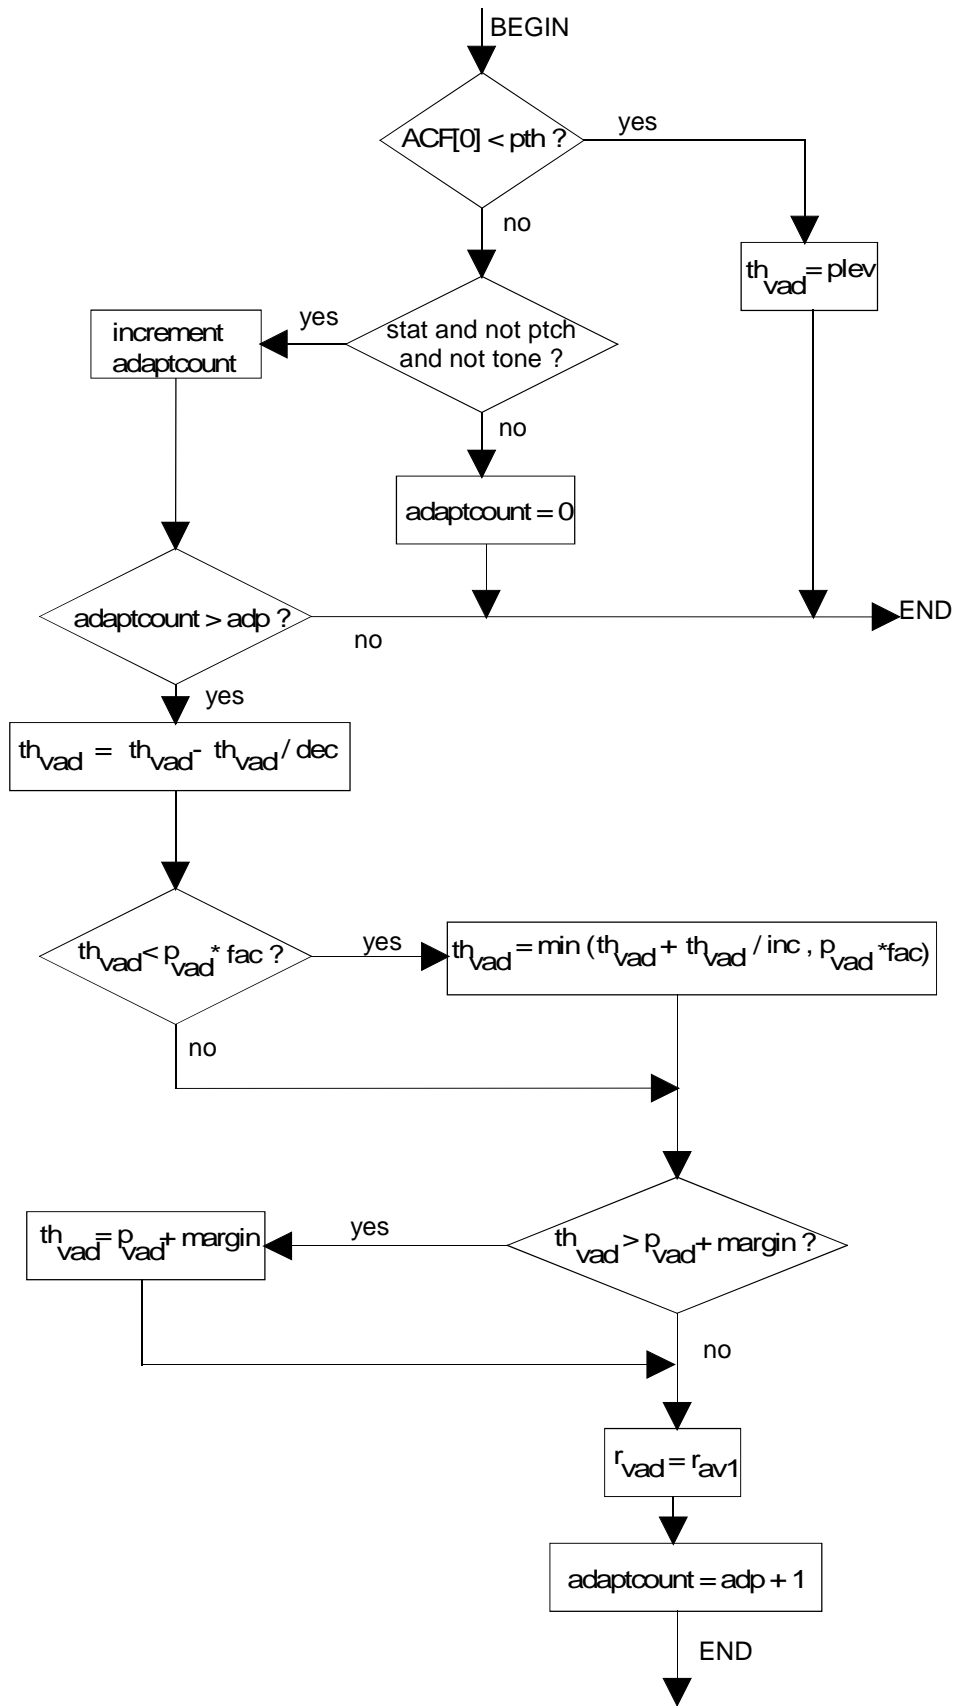 BEGIN
ACF[0] < pth ?
yes
no
th_vad = plev
stat and not ptch
and not tone ?
yes
increment
adaptcount
no
adaptcount = 0
adaptcount > adp ?
no
END
yes
th_vad = th_vad - th_vad / dec
th_vad < p_vad * fac ?
yes
th_vad = min (th_vad + th_vad / inc , p_vad *fac)
no
th_vad > p_vad + margin ?
yes
th_vad = p_vad + margin
no
r_vad = r_av1
adaptcount = adp + 1
END